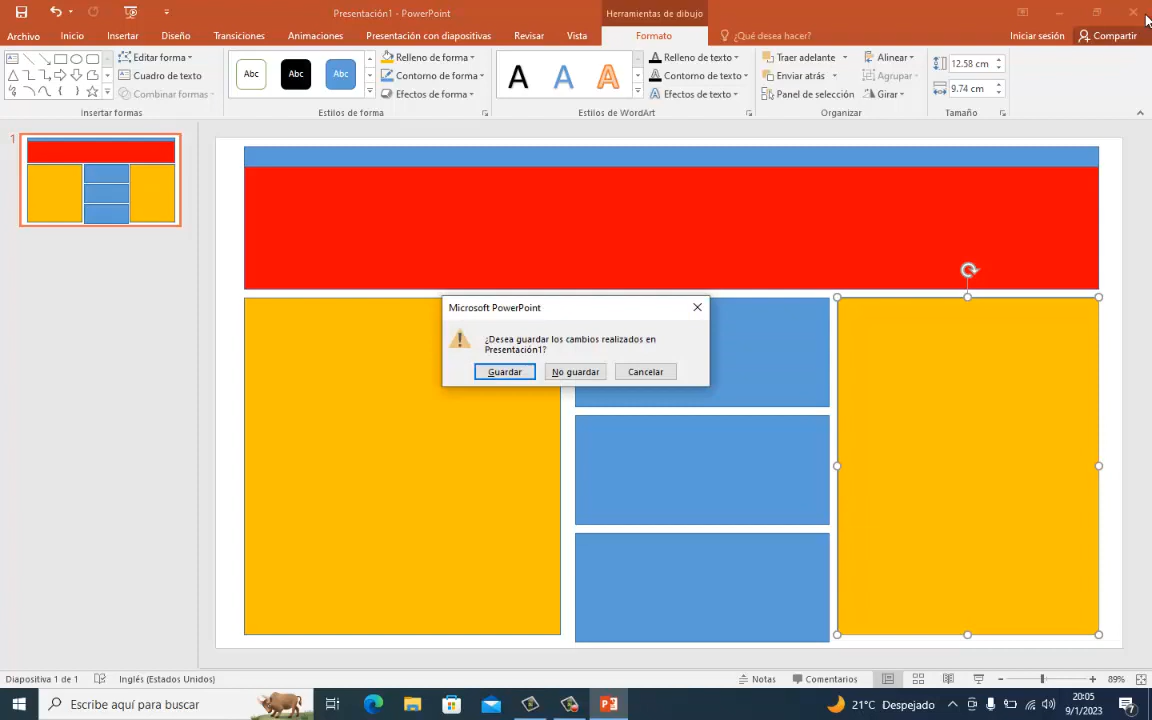 Presentación1 - PowerPoint
Herramientas de dibujo
Archivo Inicio Insertar Diseño Transiciones Animaciones Presentación con diapositivas Revisar Vista Formato ¿Qué desea hacer? Iniciar sesión Compartir
Editar forma
Cuadro de texto
Combinar formas
Insertar formas
Abc Abc Abc
Relleno de forma
Contorno de forma
Efectos de forma
Estilos de forma
A A A
Relleno de texto
Contorno de texto
Efectos de texto
Estilos de WordArt
Traer adelante
Enviar atrás
Panel de selección
Alinear
Agrupar
Girar
Organizar
12.58 cm
9.74 cm
Tamaño
1
Microsoft PowerPoint
¿Desea guardar los cambios realizados en
Presentación1?
Guardar No guardar Cancelar
Diapositiva 1 de 1 Inglés (Estados Unidos) Notas Comentarios 89%
Escribe aquí para buscar
21°C Despejado
20:05
9/1/2023
7